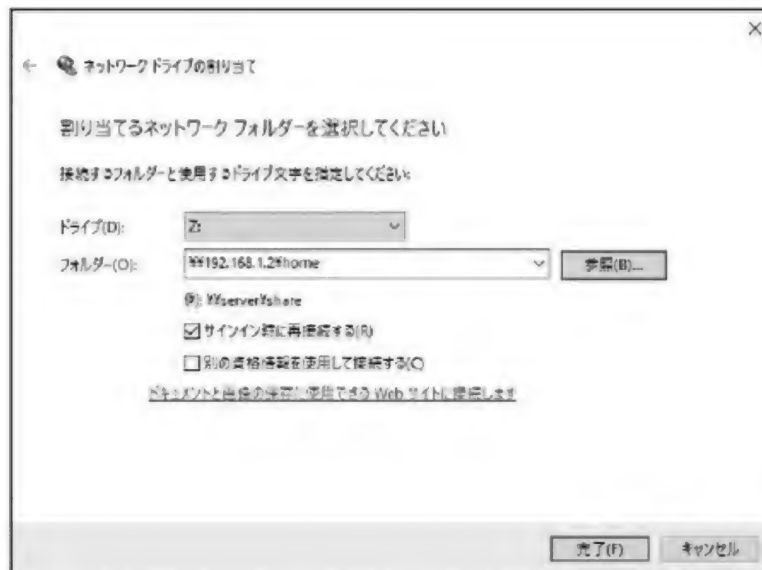 ネットワーク ドライブの割り当て
割り当てるネットワーク フォルダーを選択してください
接続するフォルダーと使用するドライブ文字を指定してください:
ドライブ(D): Z:
フォルダー(O): ¥¥192.168.1.2¥home 参照(B)...
例: ¥¥server¥share
サインイン時に再接続する(R)
別の資格情報を使用して接続する(C)
ドキュメントと画像の保存に使用できる Web サイトに接続します
完了(F) キャンセル